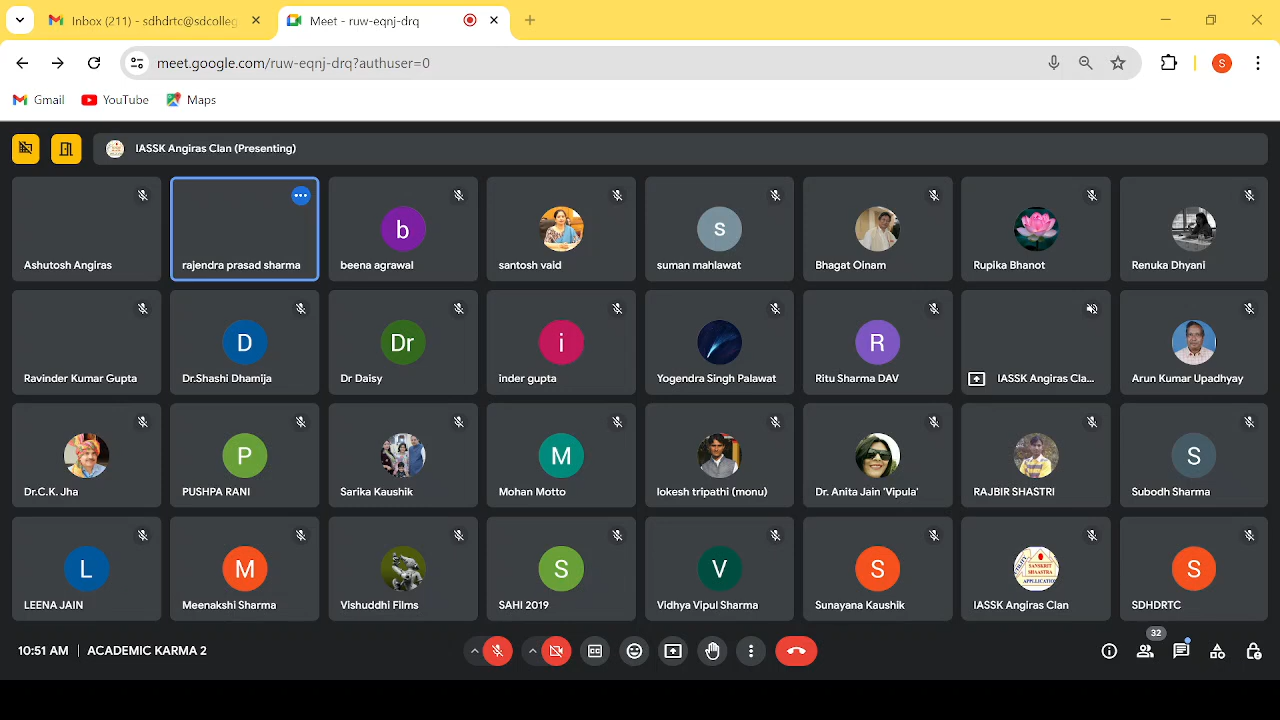 Inbox (211) - sdhdrtc@sdcolleg
Meet - ruw-eqnj-drq
meet.google.com/ruw-eqnj-drq?authuser=0
S
Gmail
YouTube
Maps
IASSK Angiras Clan (Presenting)
Ashutosh Angiras
rajendra prasad sharma
b
beena agrawal
santosh vaid
s
suman mahlawat
Bhagat Oinam
Rupika Bhanot
Renuka Dhyani
Ravinder Kumar Gupta
D
Dr.Shashi Dhamija
Dr
Dr Daisy
i
inder gupta
Yogendra Singh Palawat
R
Ritu Sharma DAV
IASSK Angiras Cla...
Arun Kumar Upadhyay
Dr.C.K. Jha
P
PUSHPA RANI
Sarika Kaushik
M
Mohan Motto
lokesh tripathi (monu)
Dr. Anita Jain 'Vipula'
RAJBIR SHASTRI
S
Subodh Sharma
L
LEENA JAIN
M
Meenakshi Sharma
Vishuddhi Films
S
SAHI 2019
V
Vidhya Vipul Sharma
S
Sunayana Kaushik
SANSKRIT
SHAASTRA
APPLICATION
IASSK Angiras Clan
S
SDHDRTC
10:51 AM | ACADEMIC KARMA 2
32